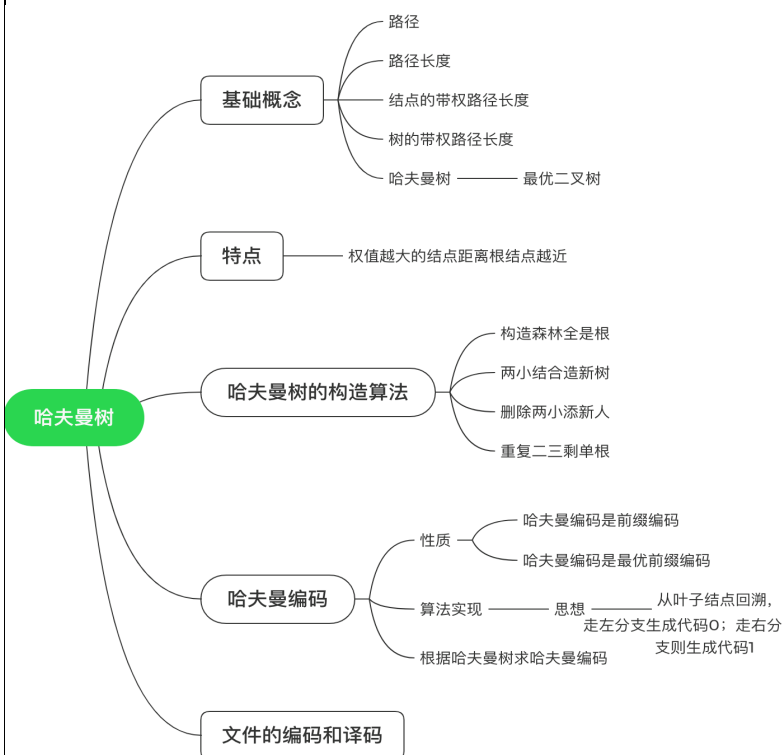 哈夫曼树
基础概念
路径
路径长度
结点的带权路径长度
树的带权路径长度
哈夫曼树
最优二叉树
特点
权值越大的结点距离根结点越近
哈夫曼树的构造算法
构造森林全是根
两小结合造新树
删除两小添新人
重复二三剩单根
哈夫曼编码
性质
哈夫曼编码是前缀编码
哈夫曼编码是最优前缀编码
算法实现
思想
从叶子结点回溯，
走左分支生成代码0；走右分
支则生成代码1
根据哈夫曼树求哈夫曼编码
文件的编码和译码